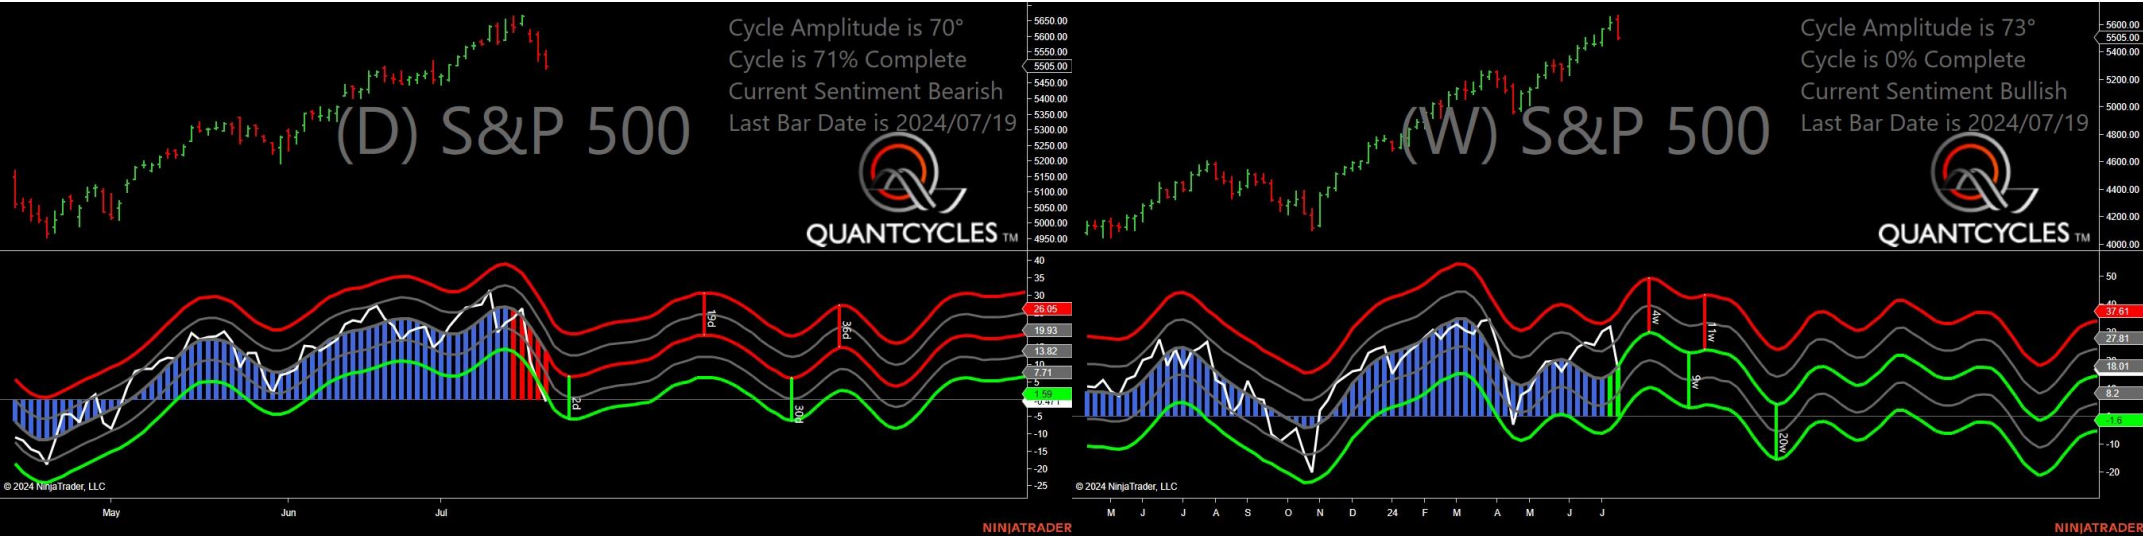 Cycle Amplitude is 70°
Cycle is 71% Complete
Current Sentiment Bearish
Last Bar Date is 2024/07/19
(D) S&P 500
QUANTCYCLES TM
5650.00
5600.00
5550.00
5505.00
5450.00
5400.00
5350.00
5300.00
5250.00
5200.00
5150.00
5100.00
5050.00
5000.00
4950.00
40
35
30
26.05
19.93
13.82
10
7.71
5
1.59
-0.471
-5
-10
-15
-20
-25
19d
36d
2d
30d
© 2024 NinjaTrader, LLC
May Jun Jul
NINJATRADER
Cycle Amplitude is 73°
Cycle is 0% Complete
Current Sentiment Bullish
Last Bar Date is 2024/07/19
(W) S&P 500
QUANTCYCLES TM
5600.00
5505.00
5400.00
5200.00
5000.00
4800.00
4600.00
4400.00
4200.00
4000.00
50
40
37.61
27.81
18.01
8.2
-1.6
-10
-20
4w
11w
9w
20w
© 2024 NinjaTrader, LLC
M J J A S O N D 24 F M A M J J
NINJATRADER